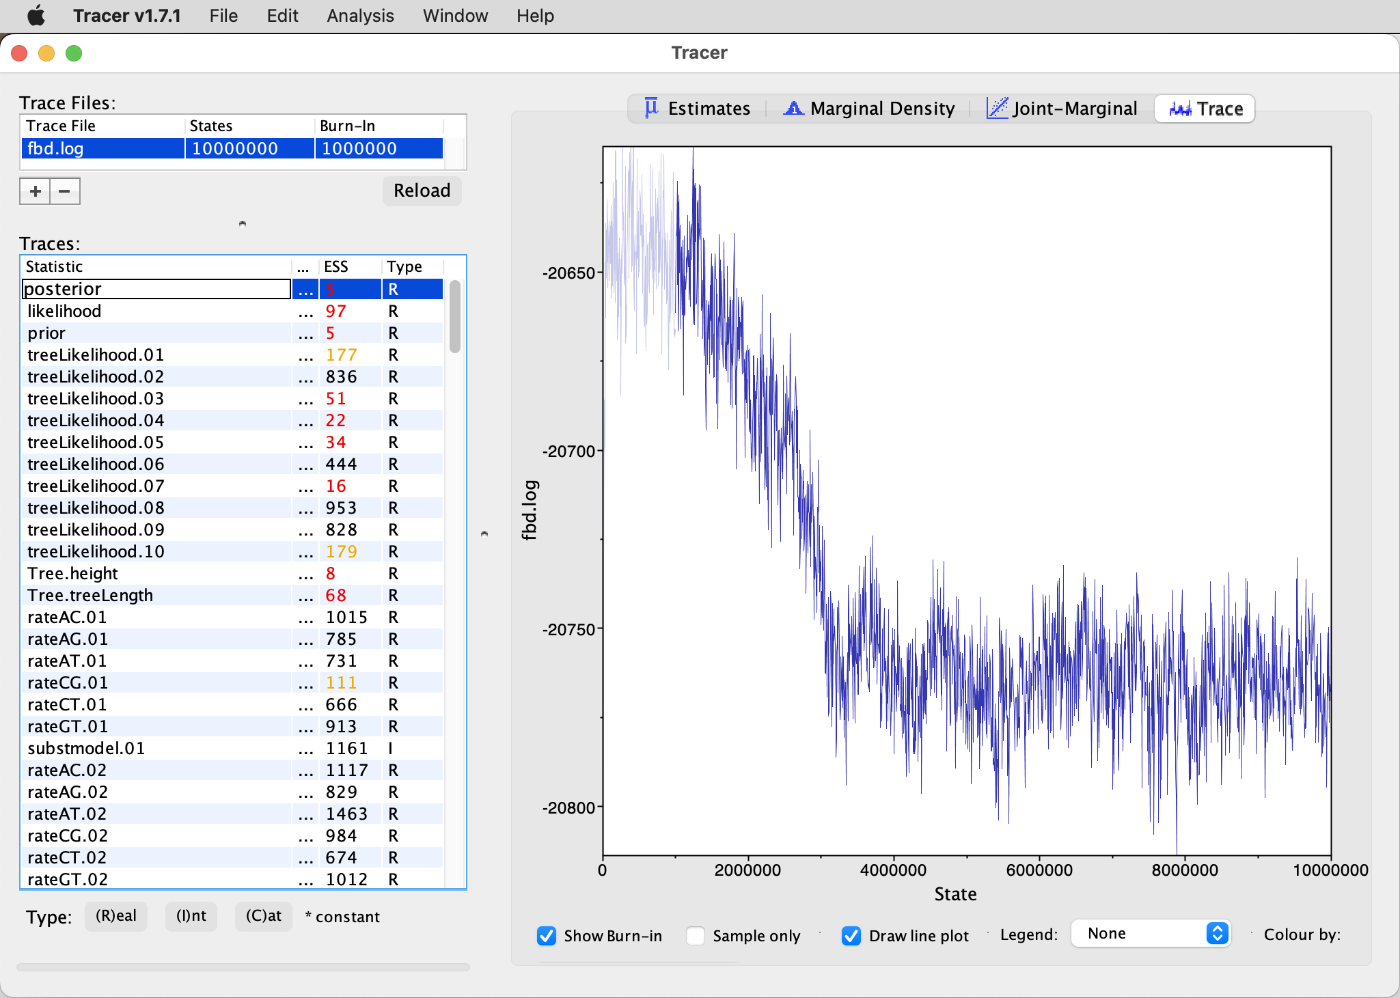 Tracer v1.7.1 File Edit Analysis Window Help
Tracer
Trace Files:
Trace File States Burn-In
fbd.log 10000000 1000000
+ −
Reload
Traces:
Statistic ... ESS Type
posterior ... 5 R
likelihood ... 97 R
prior ... 5 R
treeLikelihood.01 ... 177 R
treeLikelihood.02 ... 836 R
treeLikelihood.03 ... 51 R
treeLikelihood.04 ... 22 R
treeLikelihood.05 ... 34 R
treeLikelihood.06 ... 444 R
treeLikelihood.07 ... 16 R
treeLikelihood.08 ... 953 R
treeLikelihood.09 ... 828 R
treeLikelihood.10 ... 179 R
Tree.height ... 8 R
Tree.treeLength ... 68 R
rateAC.01 ... 1015 R
rateAG.01 ... 785 R
rateAT.01 ... 731 R
rateCG.01 ... 111 R
rateCT.01 ... 666 R
rateGT.01 ... 913 R
substmodel.01 ... 1161 I
rateAC.02 ... 1117 R
rateAG.02 ... 829 R
rateAT.02 ... 1463 R
rateCG.02 ... 984 R
rateCT.02 ... 674 R
rateGT.02 ... 1012 R
Type: (R)eal (I)nt (C)at * constant
Estimates Marginal Density Joint-Marginal Trace
-20650
-20700
-20750
-20800
fbd.log
0 2000000 4000000 6000000 8000000 10000000
State
Show Burn-in Sample only Draw line plot Legend: None Colour by: